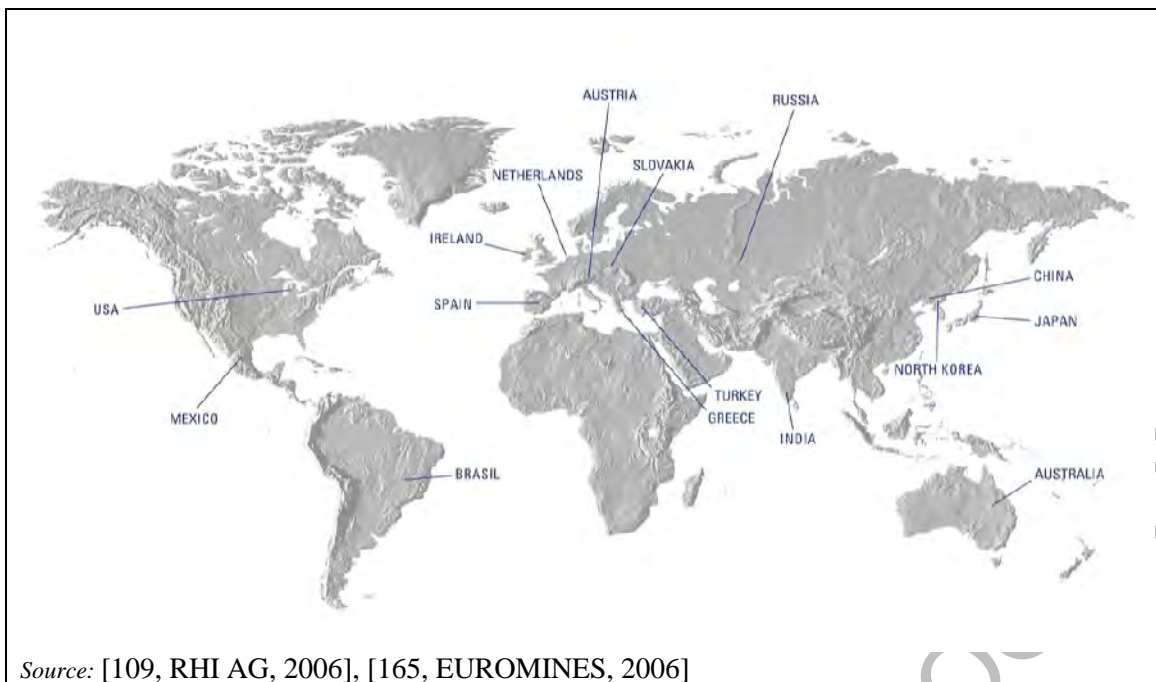 AUSTRIA
RUSSIA
SLOVAKIA
NETHERLANDS
IRELAND
CHINA
USA
SPAIN
JAPAN
NORTH KOREA
TURKEY
MEXICO
GREECE
INDIA
BRASIL
AUSTRALIA
Source: [109, RHI AG, 2006], [165, EUROMINES, 2006]